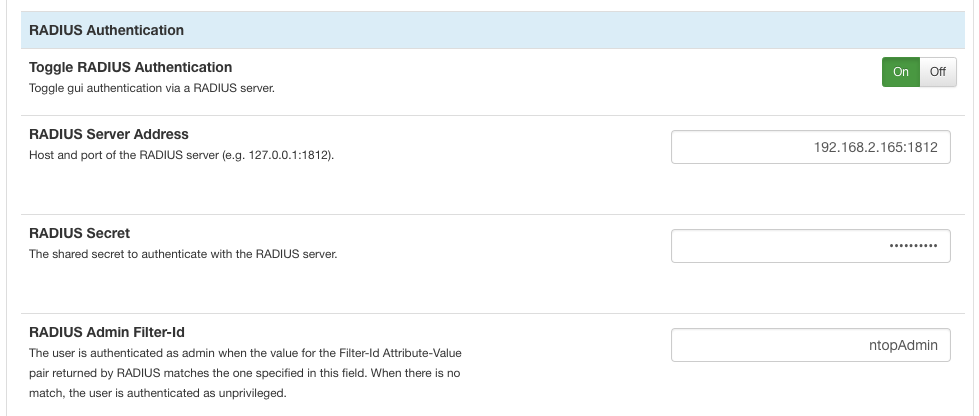 RADIUS Authentication
Toggle RADIUS Authentication
Toggle gui authentication via a RADIUS server.
On Off
RADIUS Server Address
Host and port of the RADIUS server (e.g. 127.0.0.1:1812).
192.168.2.165:1812
RADIUS Secret
The shared secret to authenticate with the RADIUS server.
••••••••••
RADIUS Admin Filter-Id
The user is authenticated as admin when the value for the Filter-Id Attribute-Value
pair returned by RADIUS matches the one specified in this field. When there is no
match, the user is authenticated as unprivileged.
ntopAdmin